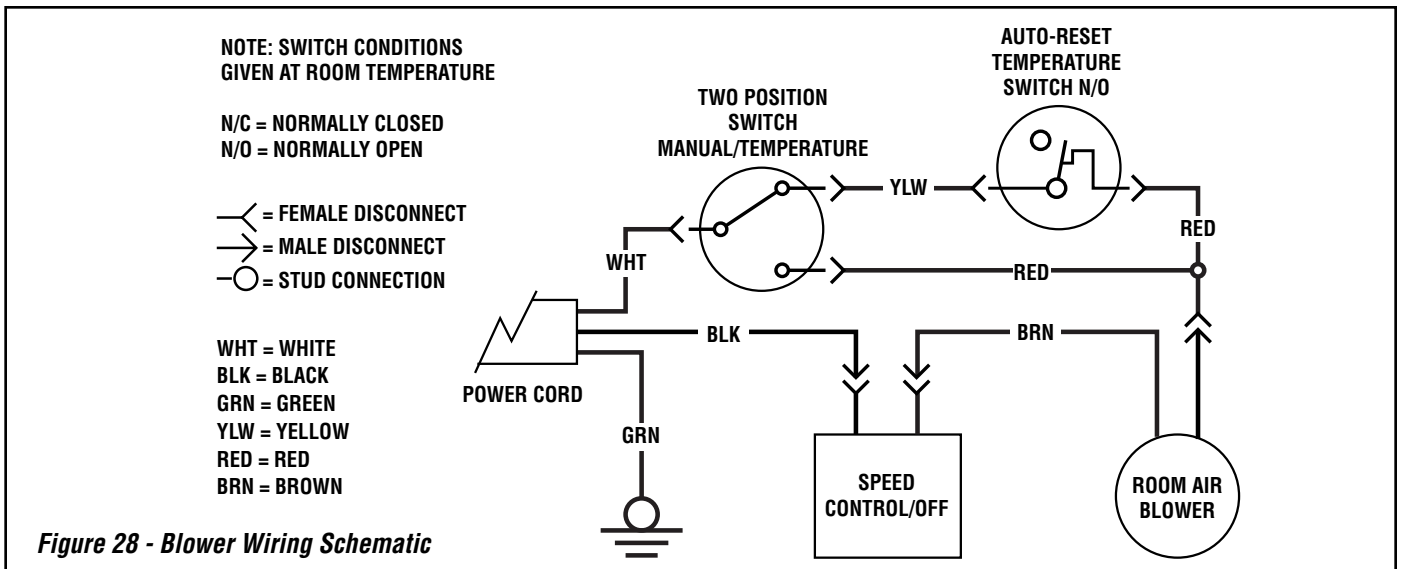 NOTE: SWITCH CONDITIONS
GIVEN AT ROOM TEMPERATURE
N/C = NORMALLY CLOSED
N/O = NORMALLY OPEN
= FEMALE DISCONNECT
= MALE DISCONNECT
= STUD CONNECTION
WHT = WHITE
BLK = BLACK
GRN = GREEN
YLW = YELLOW
RED = RED
BRN = BROWN
TWO POSITION
SWITCH
MANUAL/TEMPERATURE
AUTO-RESET
TEMPERATURE
SWITCH N/O
YLW
RED
WHT
RED
BLK
BRN
POWER CORD
GRN
SPEED
CONTROL/OFF
ROOM AIR
BLOWER
Figure 28 - Blower Wiring Schematic